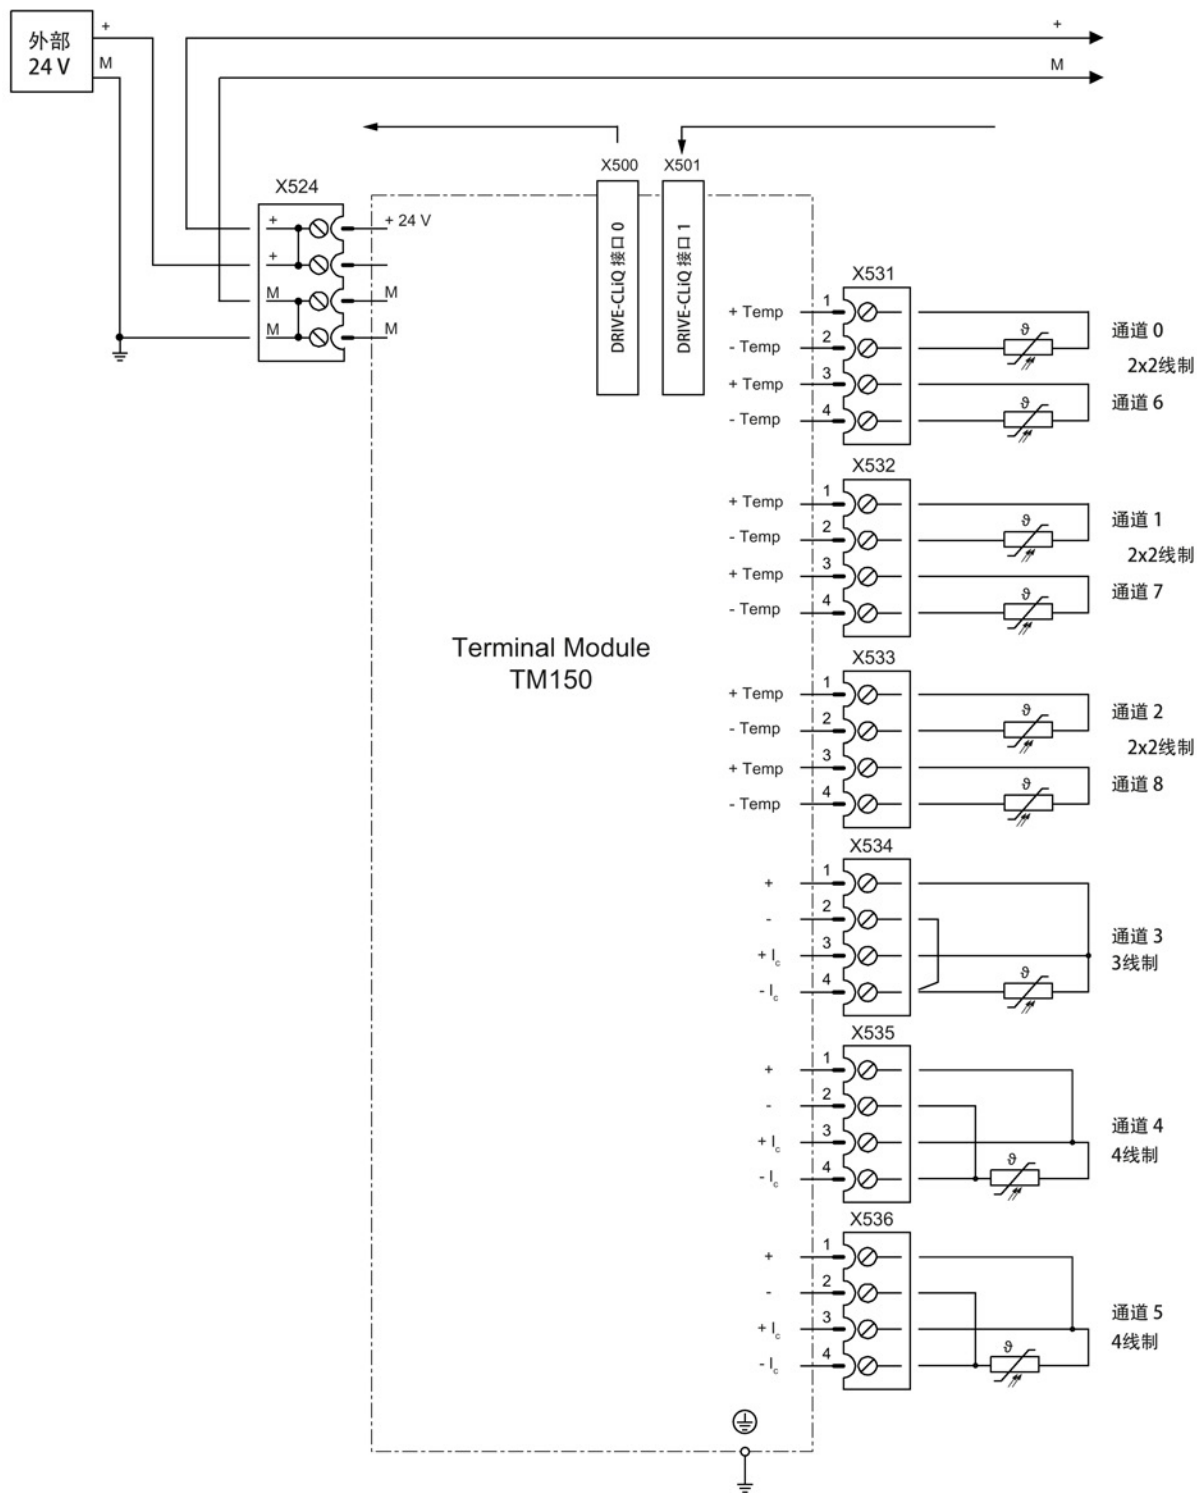 外部
24 V
+
M
+
M
X500
X501
X524
+
+
M
M
+ 24 V
M
M
DRIVE-CLiQ 接口 0
DRIVE-CLiQ 接口 1
Terminal Module
TM150
X531
+ Temp 1
- Temp 2
+ Temp 3
- Temp 4
ϑ
ϑ
通道 0
2x2线制
通道 6
X532
+ Temp 1
- Temp 2
+ Temp 3
- Temp 4
ϑ
ϑ
通道 1
2x2线制
通道 7
X533
+ Temp 1
- Temp 2
+ Temp 3
- Temp 4
ϑ
ϑ
通道 2
2x2线制
通道 8
X534
+ 1
- 2
+ Ic 3
- Ic 4
ϑ
通道 3
3线制
X535
+ 1
- 2
+ Ic 3
- Ic 4
ϑ
通道 4
4线制
X536
+ 1
- 2
+ Ic 3
- Ic 4
ϑ
通道 5
4线制